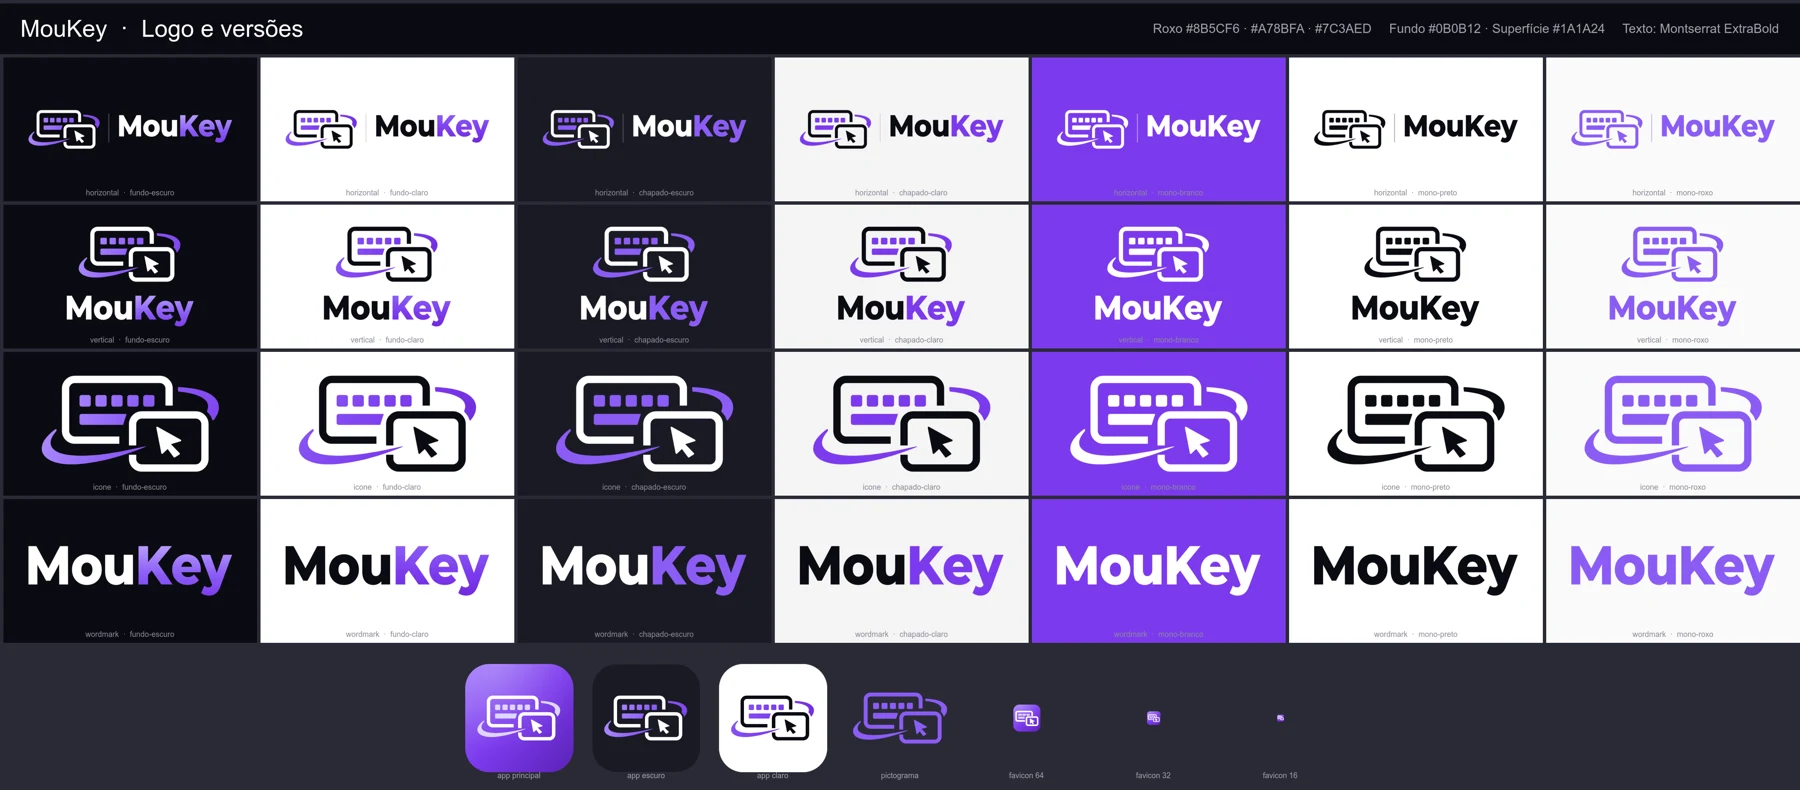 MouKey · Logo e versões
Roxo #8B5CF6 · #A78BFA · #7C3AED Fundo #0B0B12 · Superfície #1A1A24 Texto: Montserrat ExtraBold
MouKey MouKey MouKey MouKey MouKey MouKey MouKey
horizontal · fundo-escuro horizontal · fundo-claro horizontal · chapado-escuro horizontal · chapado-claro horizontal · mono-branco horizontal · mono-preto horizontal · mono-roxo
MouKey MouKey MouKey MouKey MouKey MouKey MouKey
vertical · fundo-escuro vertical · fundo-claro vertical · chapado-escuro vertical · chapado-claro vertical · mono-branco vertical · mono-preto vertical · mono-roxo
icone · fundo-escuro icone · fundo-claro icone · chapado-escuro icone · chapado-claro icone · mono-branco icone · mono-preto icone · mono-roxo
MouKey MouKey MouKey MouKey MouKey MouKey MouKey
wordmark · fundo-escuro wordmark · fundo-claro wordmark · chapado-escuro wordmark · chapado-claro wordmark · mono-branco wordmark · mono-preto wordmark · mono-roxo
app principal app escuro app claro pictograma favicon 64 favicon 32 favicon 16